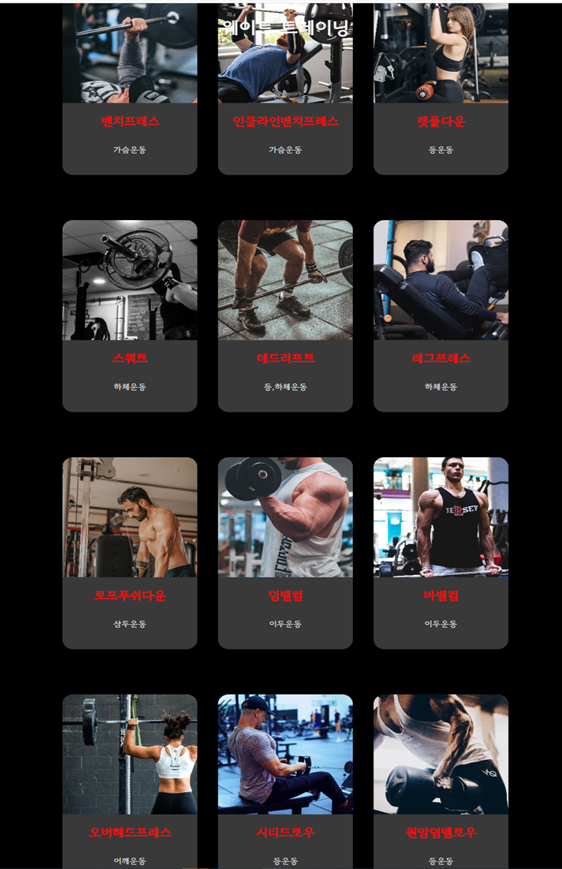 웨이트 트레이닝
벤치프레스
인클라인벤치프레스
랫풀다운
가슴운동
가슴운동
등운동
스쿼트
데드리프트
레그프레스
하체운동
등,하체운동
하체운동
JERSEY
로프푸쉬다운
덤벨컬
바벨컬
삼두운동
이두운동
이두운동
오버헤드프레스
시티드로우
원암덤벨로우
어깨운동
등운동
등운동